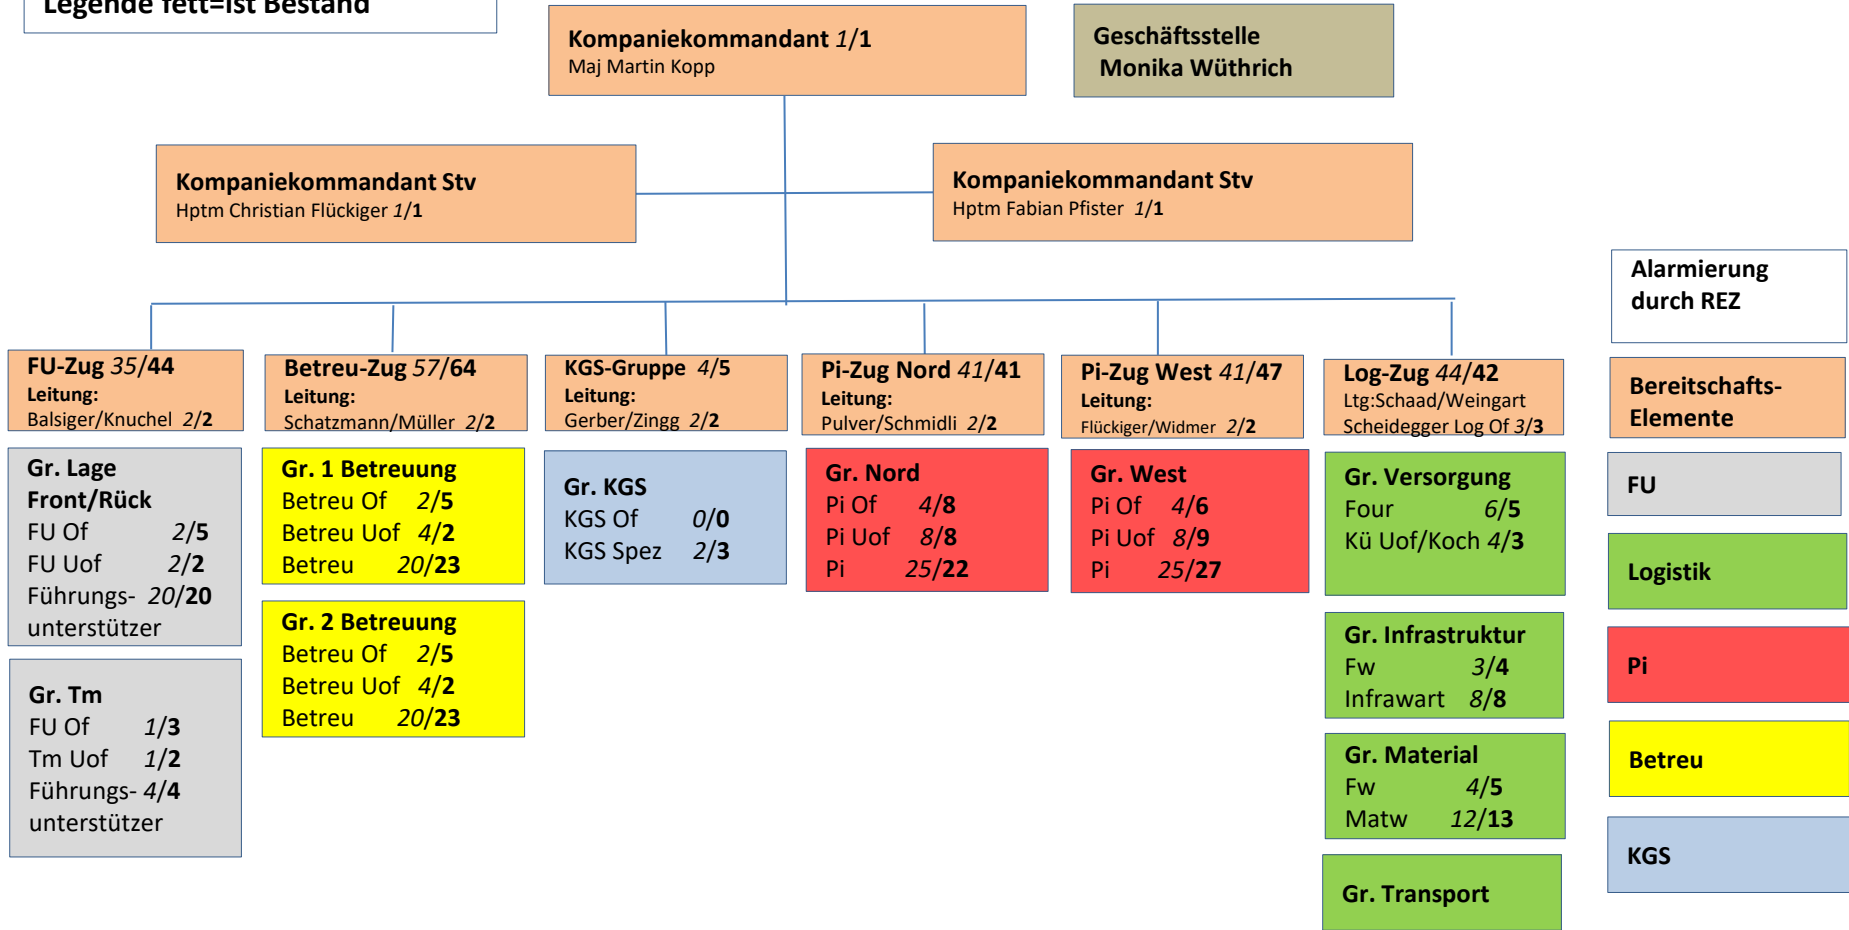 Legende fett=Ist Bestand
Kompaniekommandant 1/1
Maj Martin Kopp
Geschäftsstelle
Monika Wüthrich
Kompaniekommandant Stv
Hptm Christian Flückiger 1/1
Kompaniekommandant Stv
Hptm Fabian Pfister 1/1
Alarmierung
durch REZ
FU-Zug 35/44
Leitung:
Balsiger/Knuchel 2/2
Betreu-Zug 57/64
Leitung:
Schatzmann/Müller 2/2
KGS-Gruppe 4/5
Leitung:
Gerber/Zingg 2/2
Pi-Zug Nord 41/41
Leitung:
Pulver/Schmidli 2/2
Pi-Zug West 41/47
Leitung:
Flückiger/Widmer 2/2
Log-Zug 44/42
Ltg:Schaad/Weingart
Scheidegger Log Of 3/3
Bereitschafts-
Elemente
Gr. Lage
Front/Rück
FU Of 2/5
FU Uof 2/2
Führungs- 20/20
unterstützer
Gr. Tm
FU Of 1/3
Tm Uof 1/2
Führungs- 4/4
unterstützer
Gr. 1 Betreuung
Betreu Of 2/5
Betreu Uof 4/2
Betreu 20/23
Gr. 2 Betreuung
Betreu Of 2/5
Betreu Uof 4/2
Betreu 20/23
Gr. KGS
KGS Of 0/0
KGS Spez 2/3
Gr. Nord
Pi Of 4/8
Pi Uof 8/8
Pi 25/22
Gr. West
Pi Of 4/6
Pi Uof 8/9
Pi 25/27
Gr. Versorgung
Four 6/5
Kü Uof/Koch 4/3
Gr. Infrastruktur
Fw 3/4
Infrawart 8/8
Gr. Material
Fw 4/5
Matw 12/13
Gr. Transport
FU
Logistik
Pi
Betreu
KGS